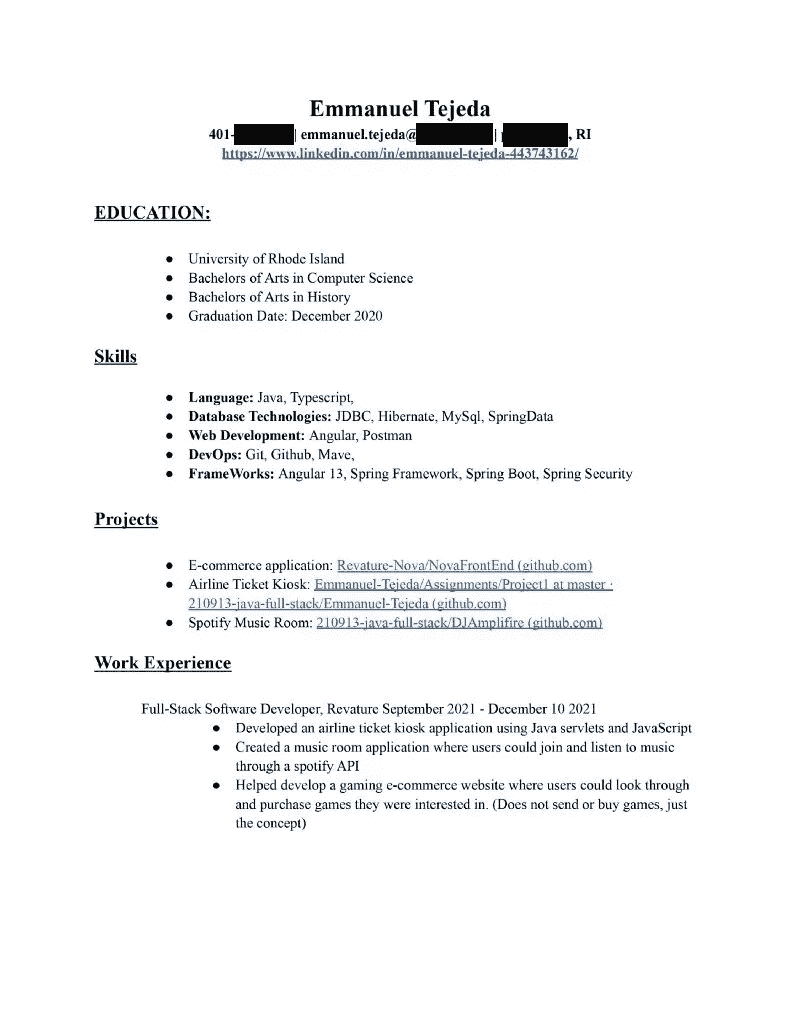 Emmanuel Tejeda
401- | emmanuel.tejeda@ | , RI
https://www.linkedin.com/in/emmanuel-tejeda-443743162/
EDUCATION:
● University of Rhode Island
● Bachelors of Arts in Computer Science
● Bachelors of Arts in History
● Graduation Date: December 2020
Skills
● Language: Java, Typescript,
● Database Technologies: JDBC, Hibernate, MySql, SpringData
● Web Development: Angular, Postman
● DevOps: Git, Github, Mave,
● FrameWorks: Angular 13, Spring Framework, Spring Boot, Spring Security
Projects
● E-commerce application: Revature-Nova/NovaFrontEnd (github.com)
● Airline Ticket Kiosk: Emmanuel-Tejeda/Assignments/Project1 at master ·
210913-java-full-stack/Emmanuel-Tejeda (github.com)
● Spotify Music Room: 210913-java-full-stack/DJAmplifire (github.com)
Work Experience
Full-Stack Software Developer, Revature September 2021 - December 10 2021
● Developed an airline ticket kiosk application using Java servlets and JavaScript
● Created a music room application where users could join and listen to music
through a spotify API
● Helped develop a gaming e-commerce website where users could look through
and purchase games they were interested in. (Does not send or buy games, just
the concept)